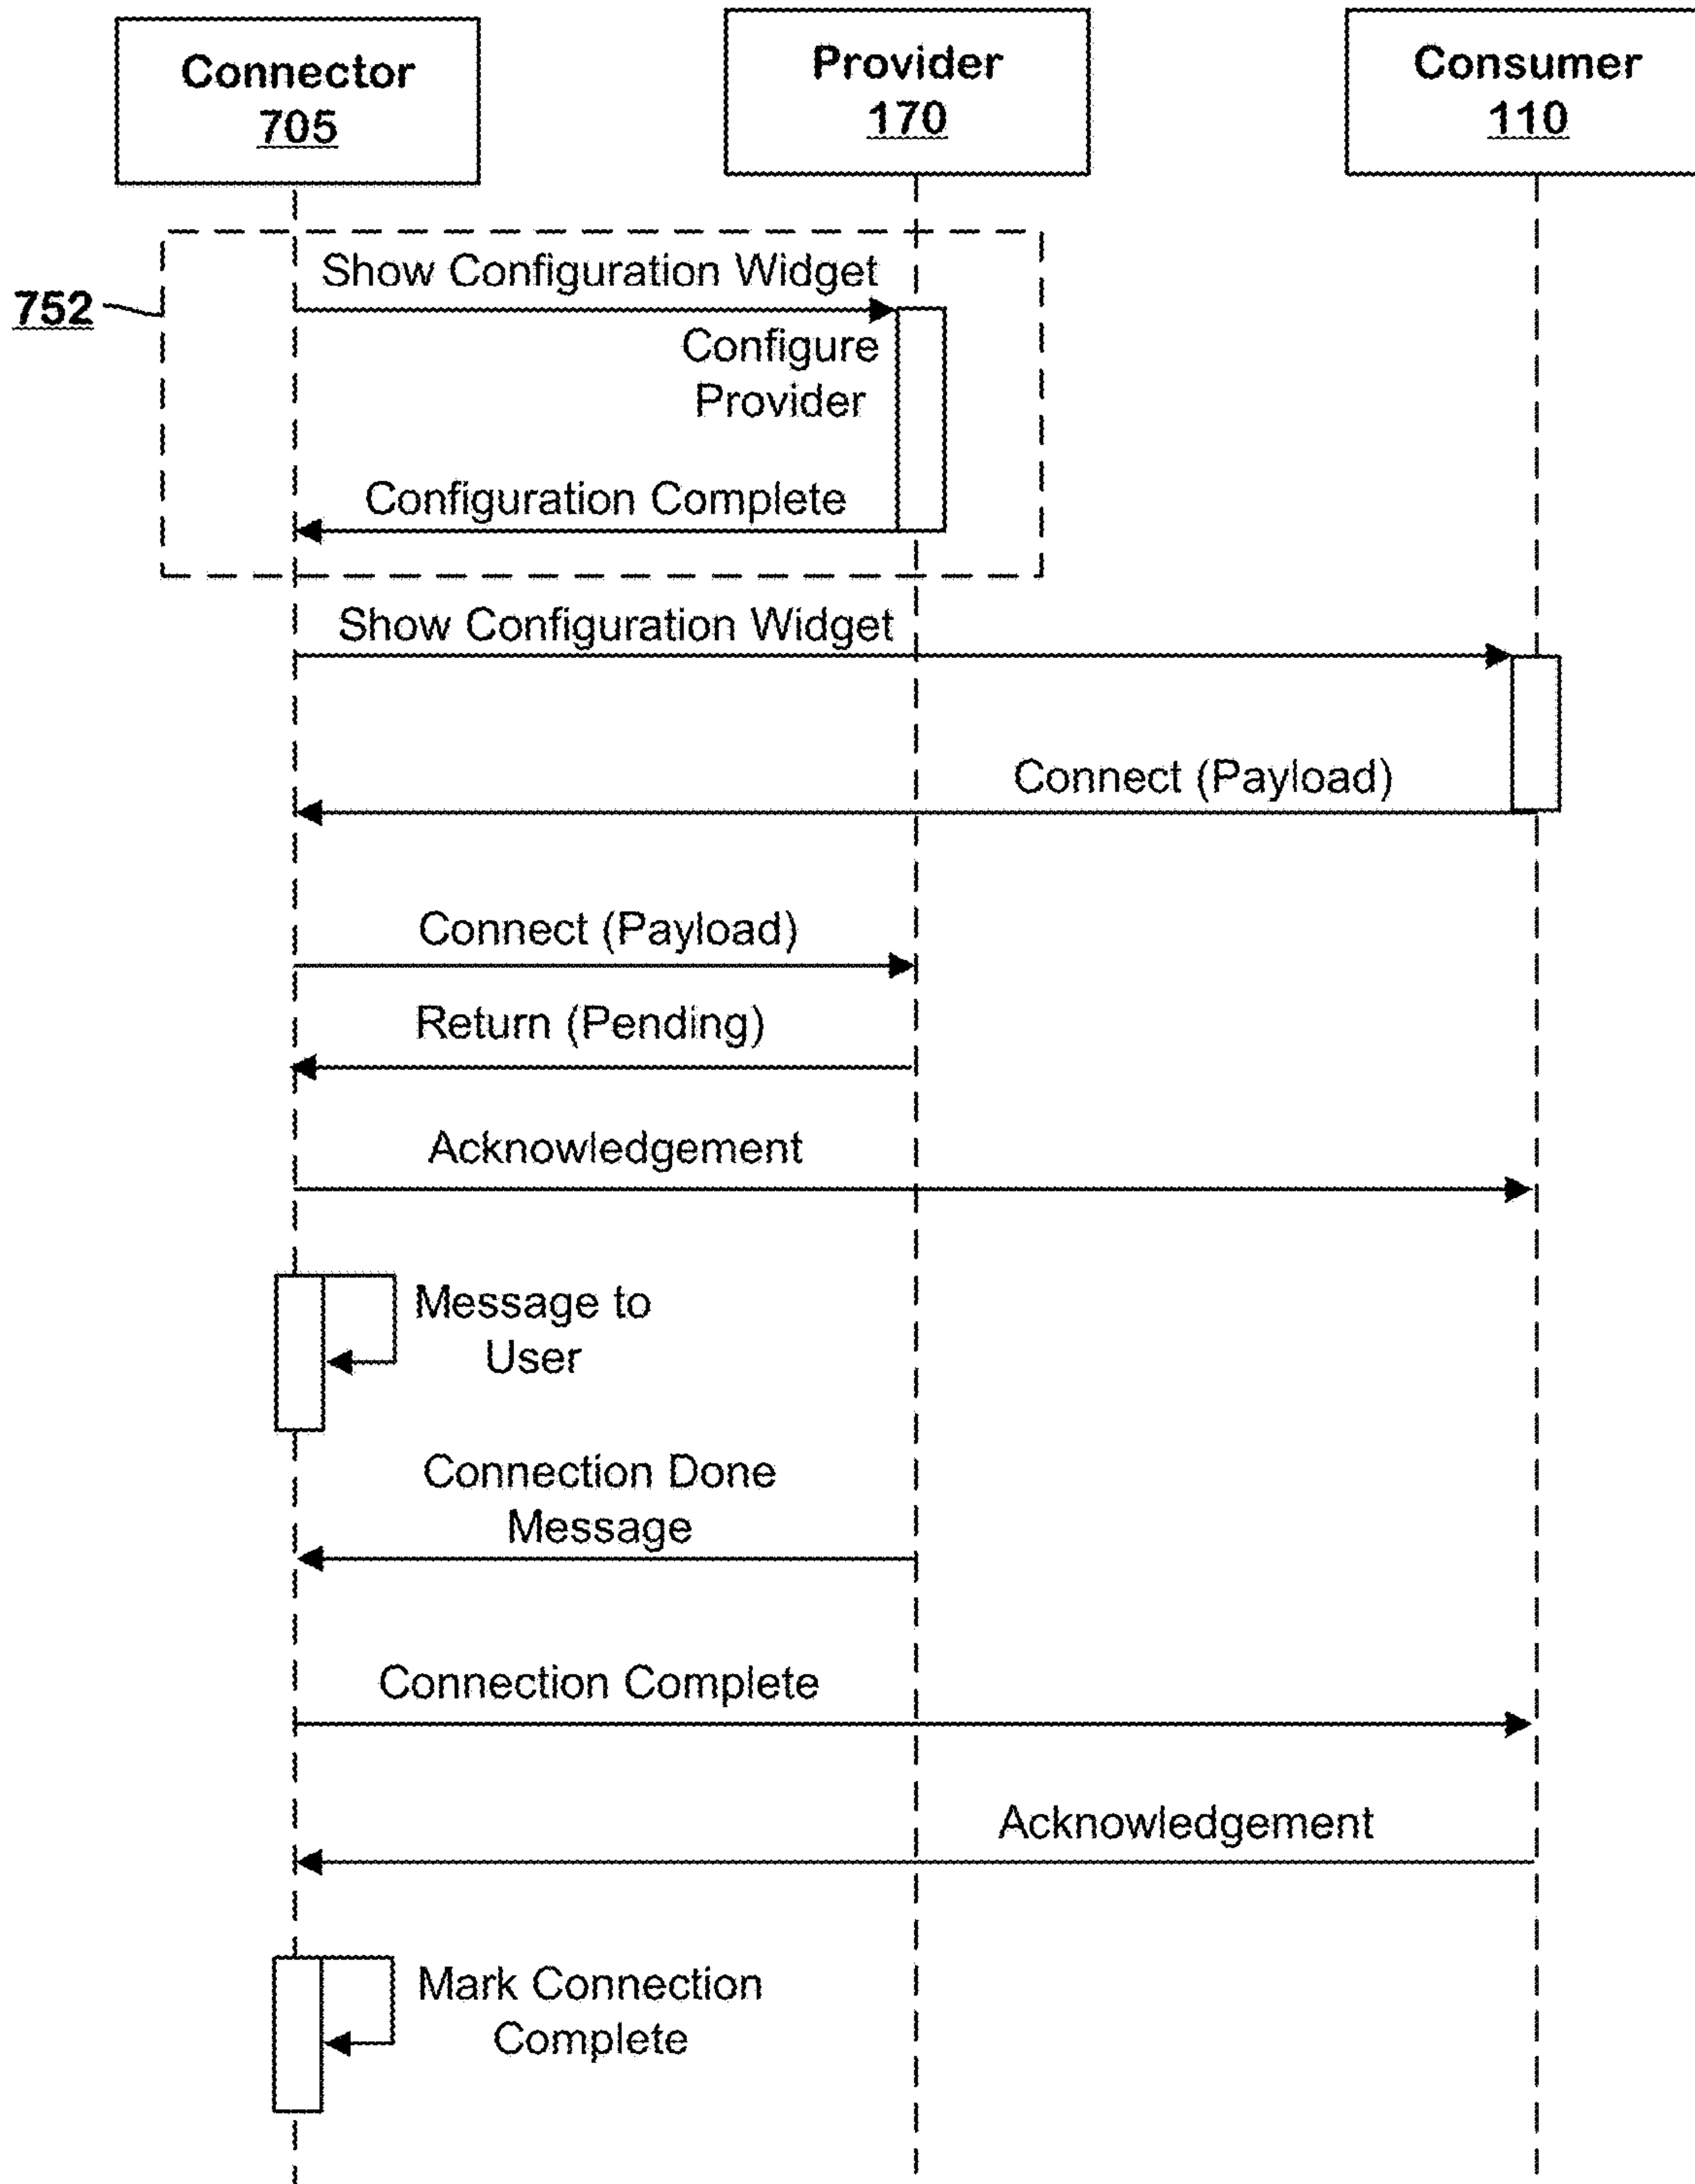 Connector
705
Provider
170
Consumer
110
752
Show Configuration Widget
Configure
Provider
Configuration Complete
Show Configuration Widget
Connect (Payload)
Connect (Payload)
Return (Pending)
Acknowledgement
Message to
User
Connection Done
Message
Connection Complete
Acknowledgement
Mark Connection
Complete